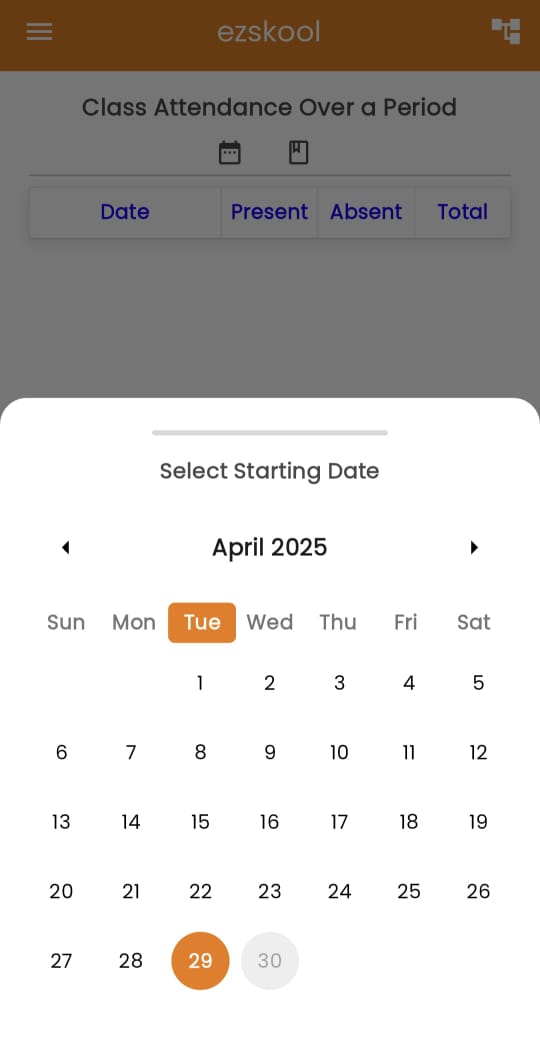 ezskool
Class Attendance Over a Period
Date Present Absent Total
Select Starting Date
April 2025
Sun Mon Tue Wed Thu Fri Sat
1 2 3 4 5
6 7 8 9 10 11 12
13 14 15 16 17 18 19
20 21 22 23 24 25 26
27 28 29 30